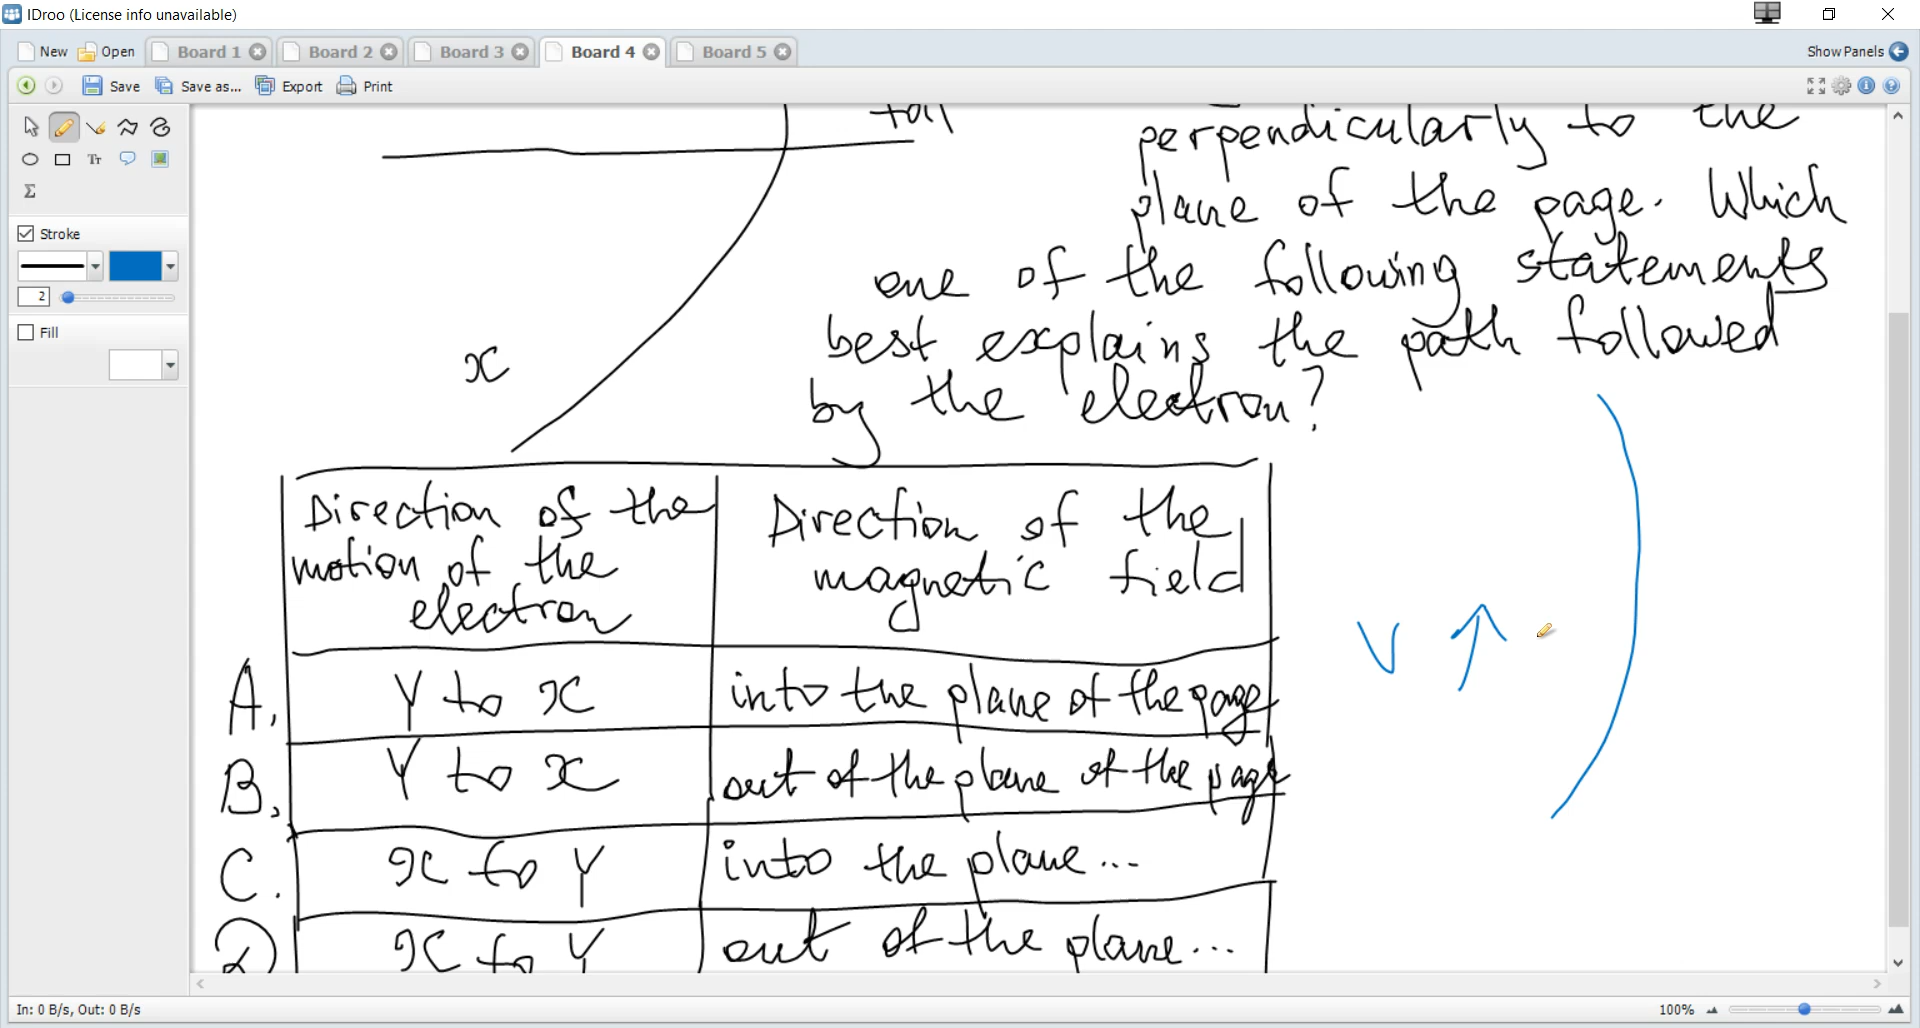 IDroo (License info unavailable)
New Open Board 1 Board 2 Board 3 Board 4 Board 5 Show Panels
Save Save as... Export Print
foil
perpendicularly to the
Tt
plane of the page. Which
Σ
Stroke
one of the following statements
2
Fill
best explains the path followed
x
by the electron?
Direction of the
motion of the
electron
Direction of the
magnetic field
V ↑
A. Y to x into the plane of the page
B. Y to x out of the plane of the page
C. x to Y into the plane...
D x to Y out of the plane...
In: 0 B/s, Out: 0 B/s 100%